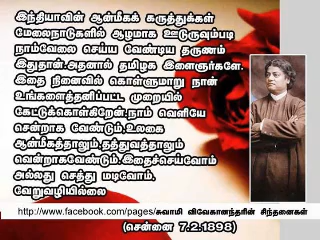 இந்தியாவின் ஆன்மீகக் கருத்துக்கள்
மேலைநாடுகளில் ஆழமாக ஊடுருவும்படி
நாம்வேலை செய்ய வேண்டிய தருணம்
இதுதான்.அதனால் தமிழக இளைஞர்களே.
இதை நினைவில் கொள்ளுமாறு நான்
உங்களைத்தனிப்பட்ட முறையில்
கேட்டுக்கொள்கிறேன்.நாம் வெளியே
சென்றாக வேண்டும்.உலகை
ஆன்மீகத்தாலும்.தத்துவத்தாலும்
வென்றாகவேண்டும்.இதைச்செய்வோம்
அல்லது செத்து மடிவோம்.
வேறுவழியில்லை
http://www.facebook.com/pages/சுவாமி விவேகானந்தரின் சிந்தனைகள்
(சென்னை 7.2.1898)